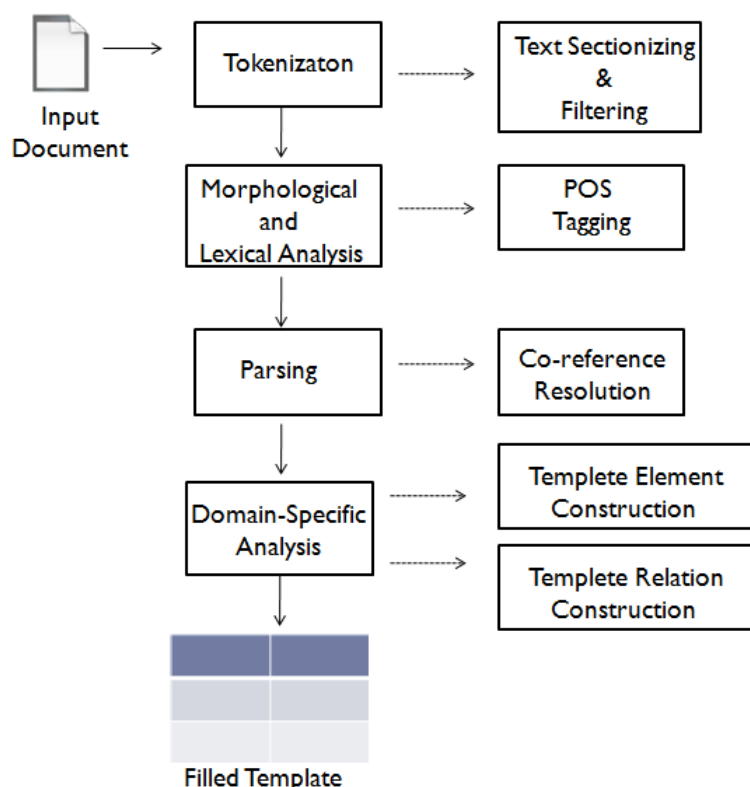 Input
Document
Tokenizaton
Text Sectionizing
&
Filtering
Morphological
and
Lexical Analysis
POS
Tagging
Parsing
Co-reference
Resolution
Domain-Specific
Analysis
Templete Element
Construction
Templete Relation
Construction
Filled Template